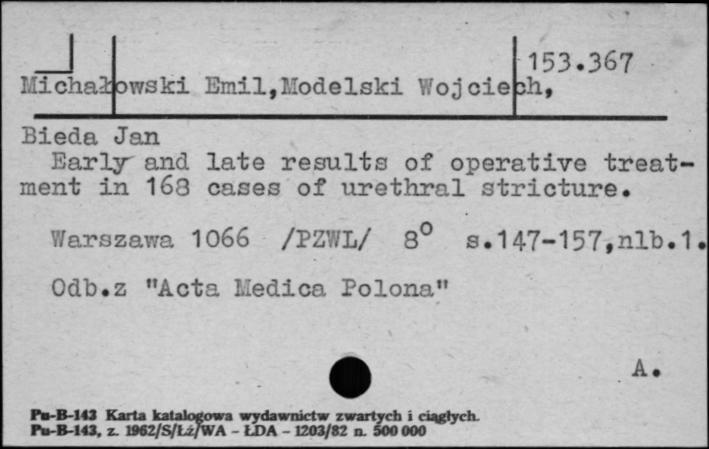 153.367
Michałowski Emil,Modelski Wojciech,
Bieda Jan
Early and late results of operative treat-
ment in 168 cases of urethral stricture.
Warszawa 1066 /PZWL/ 8° s.147-157,nlb.1.
Odb.z "Acta Medica Polona"
A.
Pu-B-143 Karta katalogowa wydawnictw zwartych i ciągłych.
Pu-B-143, z. 1962/S/Łż/WA - ŁDA - 1203/82 n. 500 000